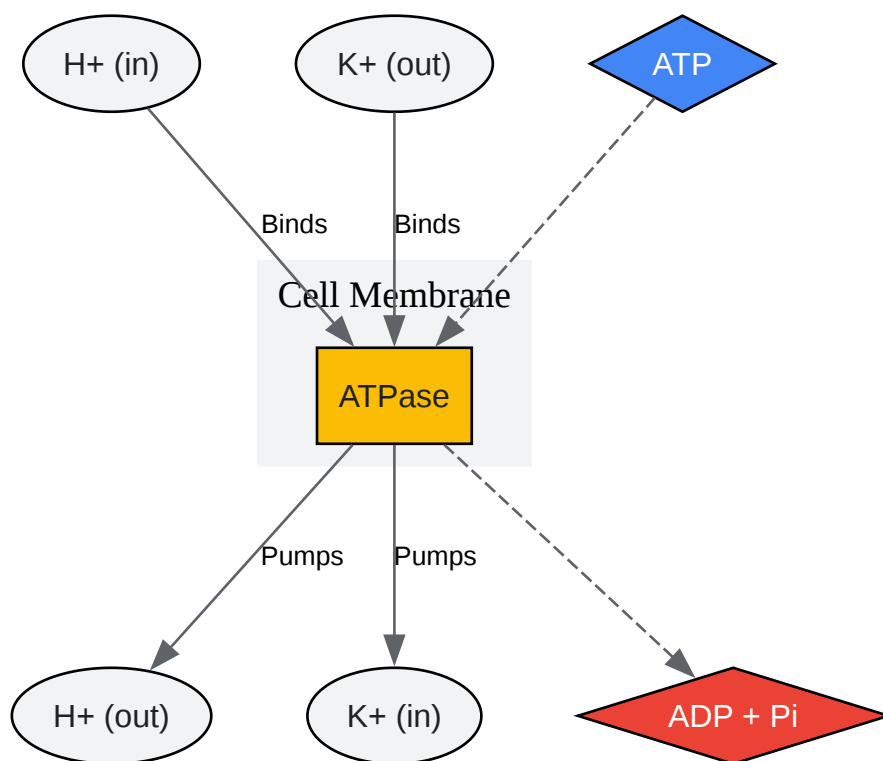 H+ (in)
K+ (out)
ATP
Binds
Binds
Cell Membrane
ATPase
Pumps
Pumps
H+ (out)
K+ (in)
ADP + Pi